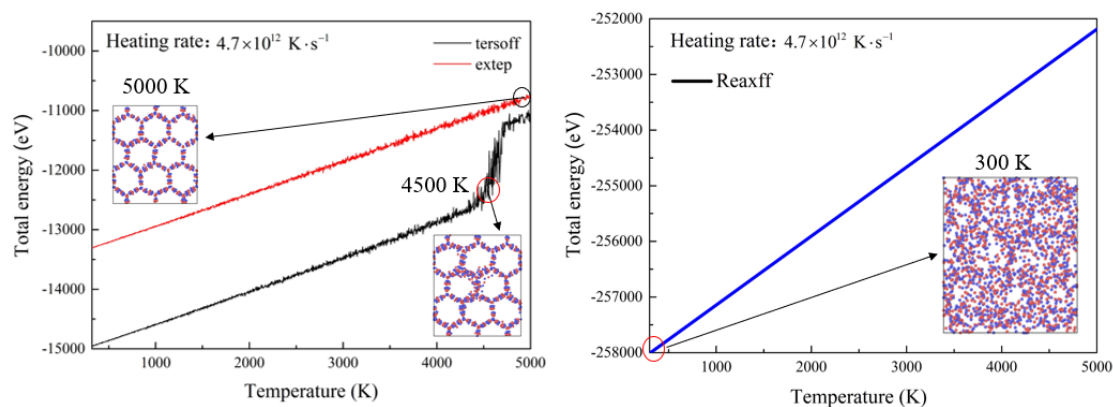 Heating rate: 4.7×10¹² K·s⁻¹
tersoff
extep
5000 K
4500 K
-10000
-11000
-12000
-13000
-14000
-15000
Total energy (eV)
1000 2000 3000 4000 5000
Temperature (K)
Heating rate: 4.7×10¹² K·s⁻¹
Reaxff
300 K
-252000
-253000
-254000
-255000
-256000
-257000
-258000
Total energy (eV)
1000 2000 3000 4000 5000
Temperature (K)